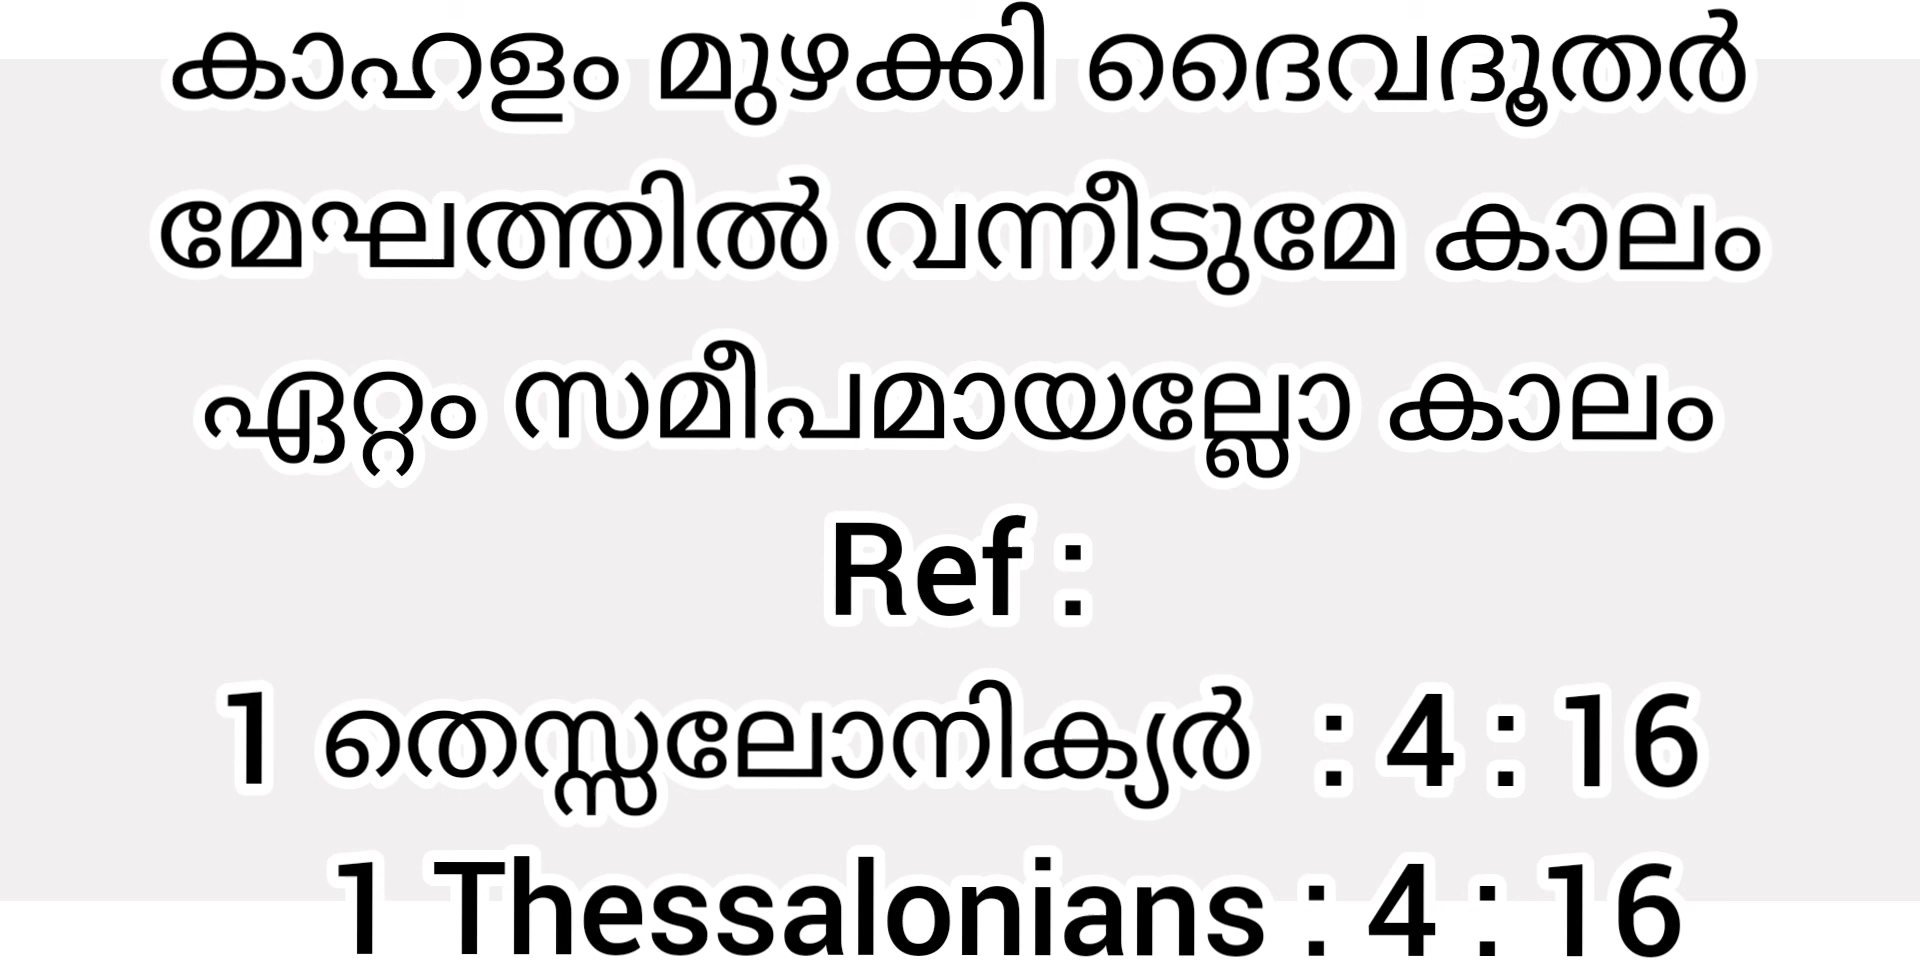 കാഹളം മുഴക്കി ദൈവദൂതർ
മേഘത്തിൽ വന്നീടുമേ കാലം
ഏറ്റം സമീപമായല്ലോ കാലം
Ref :
1 തെസ്സലോനിക്യർ : 4 : 16
1 Thessalonians : 4 : 16